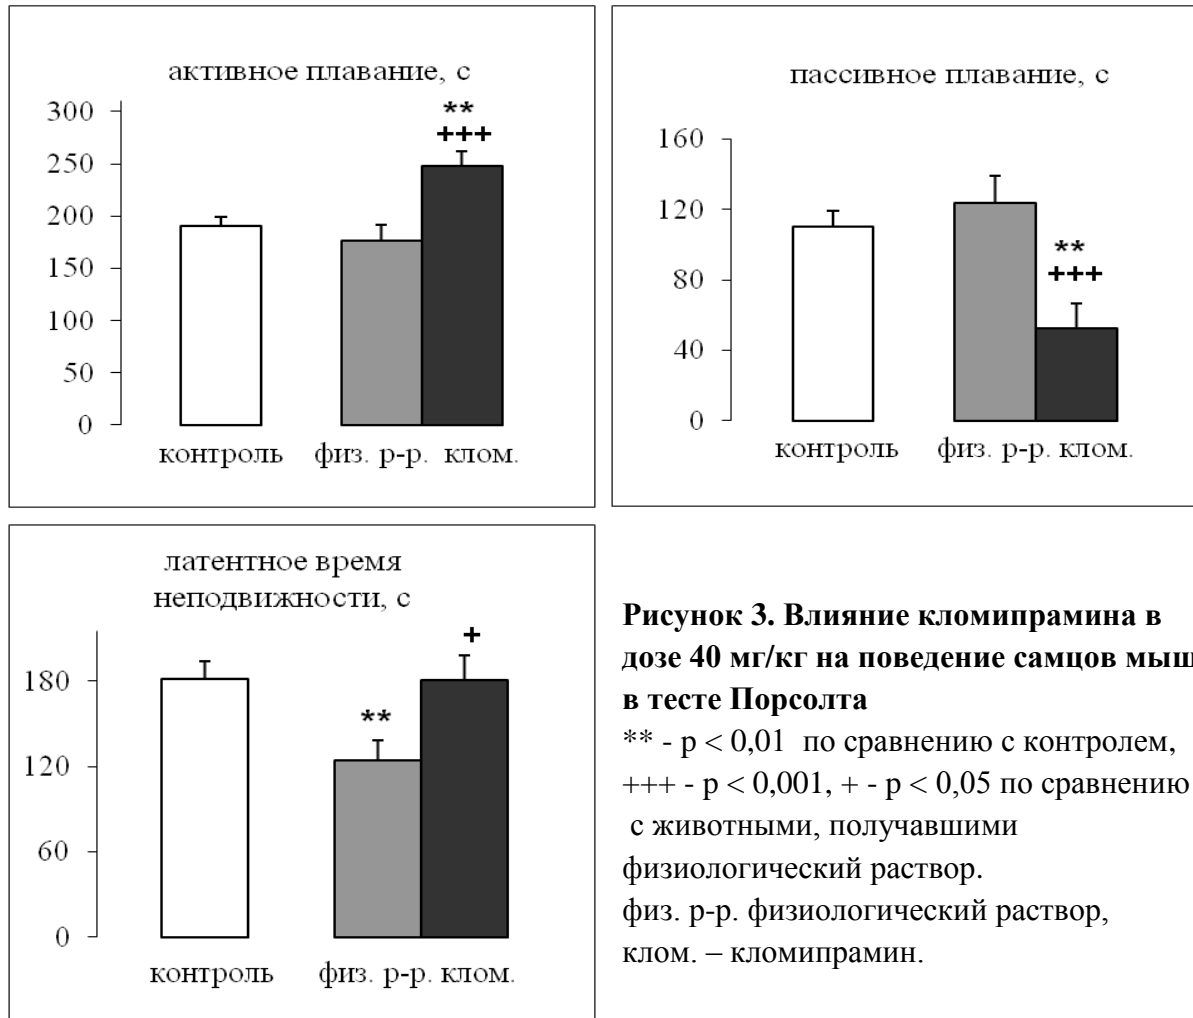 активное плавание, с
300
250
200
150
100
50
0
**
+++
контроль физ. р-р. клом.
пассивное плавание, с
160
120
80
40
0
**
+++
контроль физ. р-р. клом.
латентное время
неподвижности, с
180
120
60
0
**
+
контроль физ. р-р. клом.
Рисунок 3. Влияние кломипрамина в
дозе 40 мг/кг на поведение самцов мыш
в тесте Порсолта
** - p < 0,01 по сравнению с контролем,
+++ - p < 0,001, + - p < 0,05 по сравнению
с животными, получавшими
физиологический раствор.
физ. р-р. физиологический раствор,
клом. – кломипрамин.